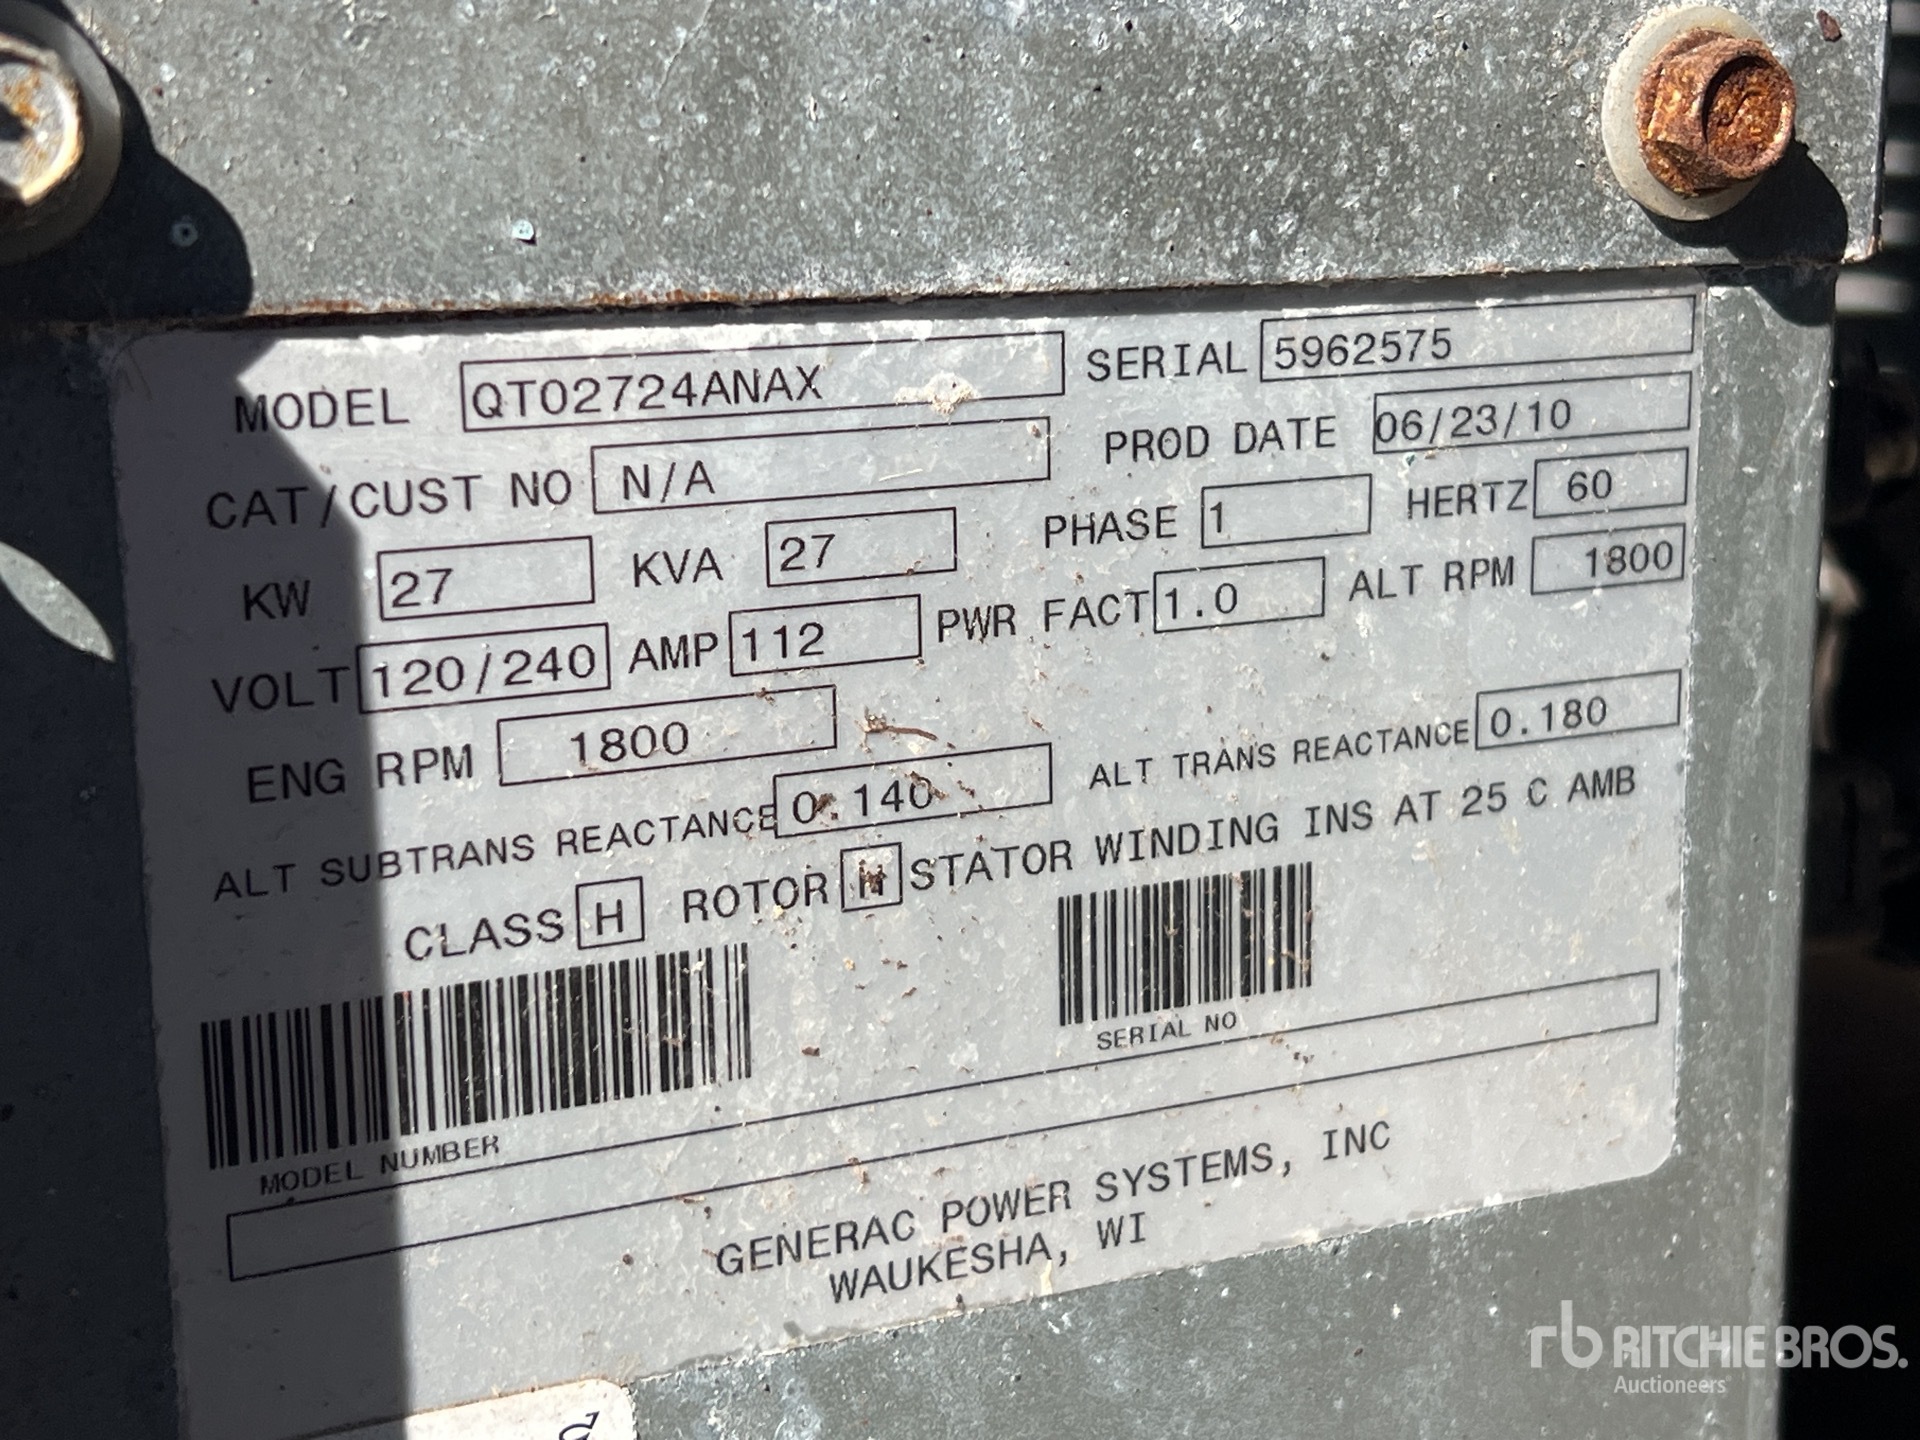 MODEL QT02724ANAX SERIAL 5962575
CAT/CUST NO N/A PROD DATE 06/23/10
KW 27 KVA 27 PHASE 1 HERTZ 60
VOLT 120/240 AMP 112 PWR FACT 1.0 ALT RPM 1800
ENG RPM 1800
ALT SUBTRANS REACTANCE 0.140 ALT TRANS REACTANCE 0.180
CLASS H ROTOR H STATOR WINDING INS AT 25 C AMB
MODEL NUMBER SERIAL NO
GENERAC POWER SYSTEMS, INC
WAUKESHA, WI
rb RITCHIE BROS.
Auctioneers